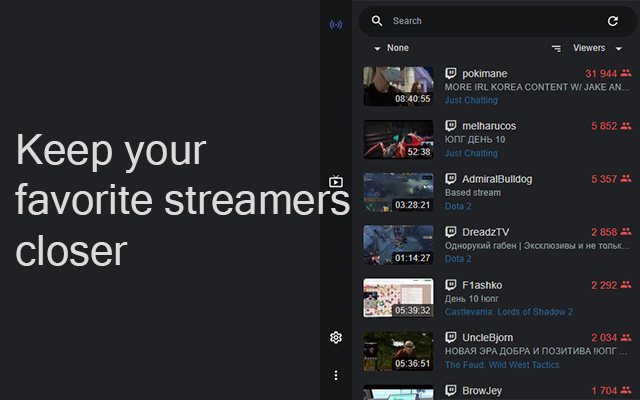 Keep your
favorite streamers
closer
Search
None
Viewers
pokimane
31 944
MORE IRL KOREA CONTENT W/ JAKE AN...
Just Chatting
08:40:55
melharucos
5 852
ЮПГ ДЕНЬ 10
Just Chatting
52:38
AdmiralBulldog
5 357
Based stream
Dota 2
03:28:21
DreadzTV
2 858
Однорукий габен | Эксклюзивы и не тольк...
Dota 2
01:14:27
F1ashko
2 292
День 10 !юпг
Castlevania: Lords of Shadow 2
05:39:32
UncleBjorn
2 034
НОВАЯ ЭРА ДОБРА И ПОЗИТИВА !ЮПГ ...
The Feud: Wild West Tactics
05:36:51
BrowJey
1 704